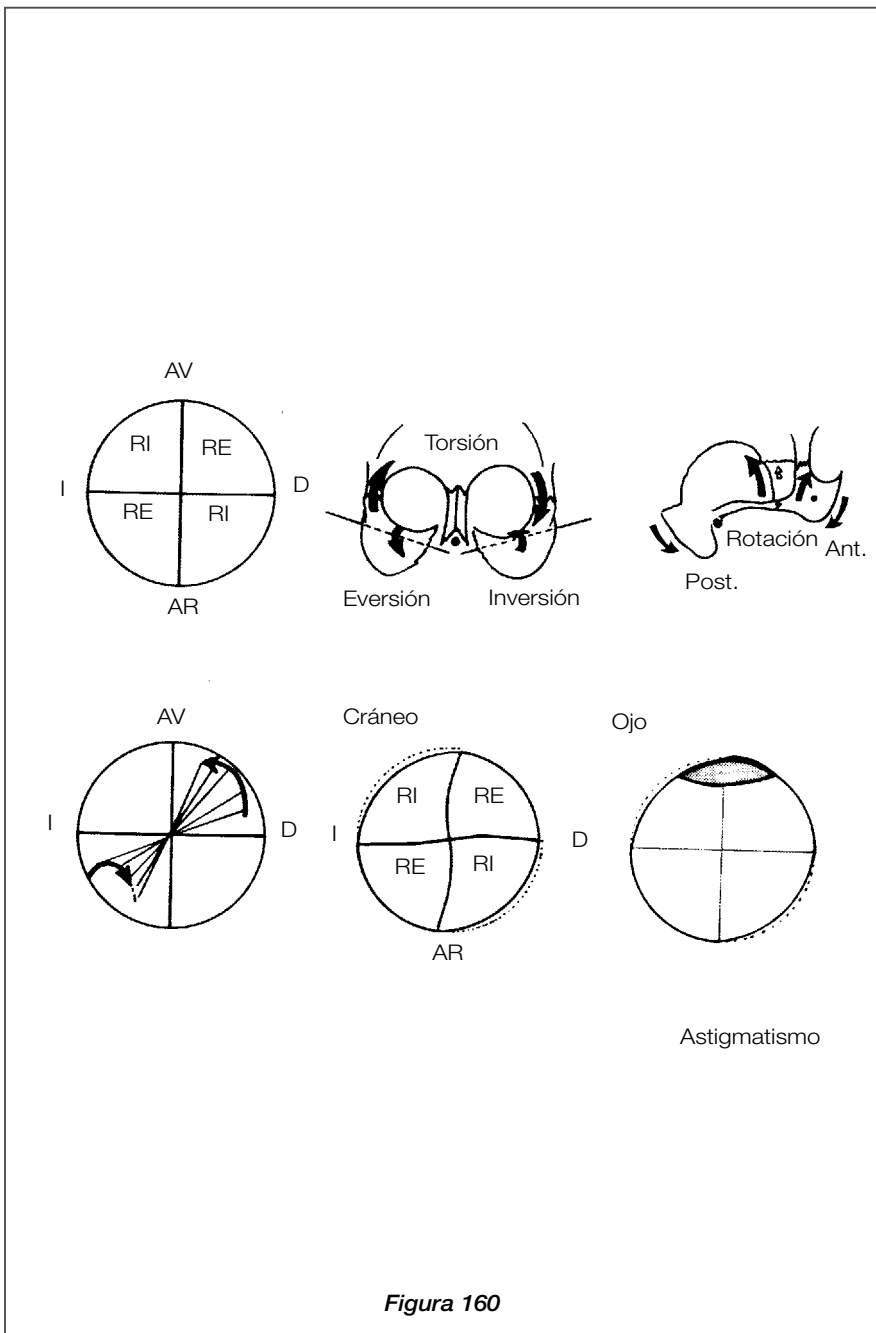 AV
RI
RE
I
D
RE
RI
AR
Torsión
Eversión
Inversión
Rotación
Ant.
Post.
AV
I
D
Cráneo
RI
RE
I
D
RE
RI
AR
Ojo
Astigmatismo
Figura 160